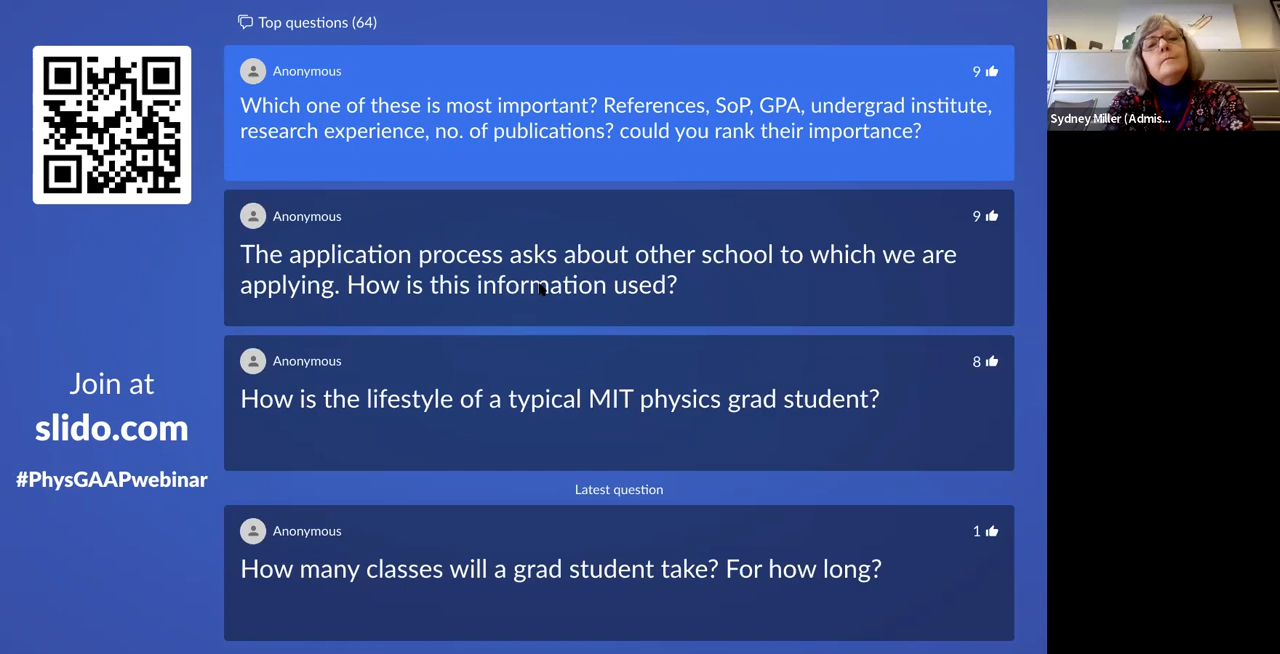 Top questions (64)
Anonymous
9
Which one of these is most important? References, SoP, GPA, undergrad institute,
research experience, no. of publications? could you rank their importance?
Anonymous
9
The application process asks about other school to which we are
applying. How is this information used?
Anonymous
8
How is the lifestyle of a typical MIT physics grad student?
Latest question
Anonymous
1
How many classes will a grad student take? For how long?
Join at
slido.com
#PhysGAAPwebinar
Sydney Miller (Admis...